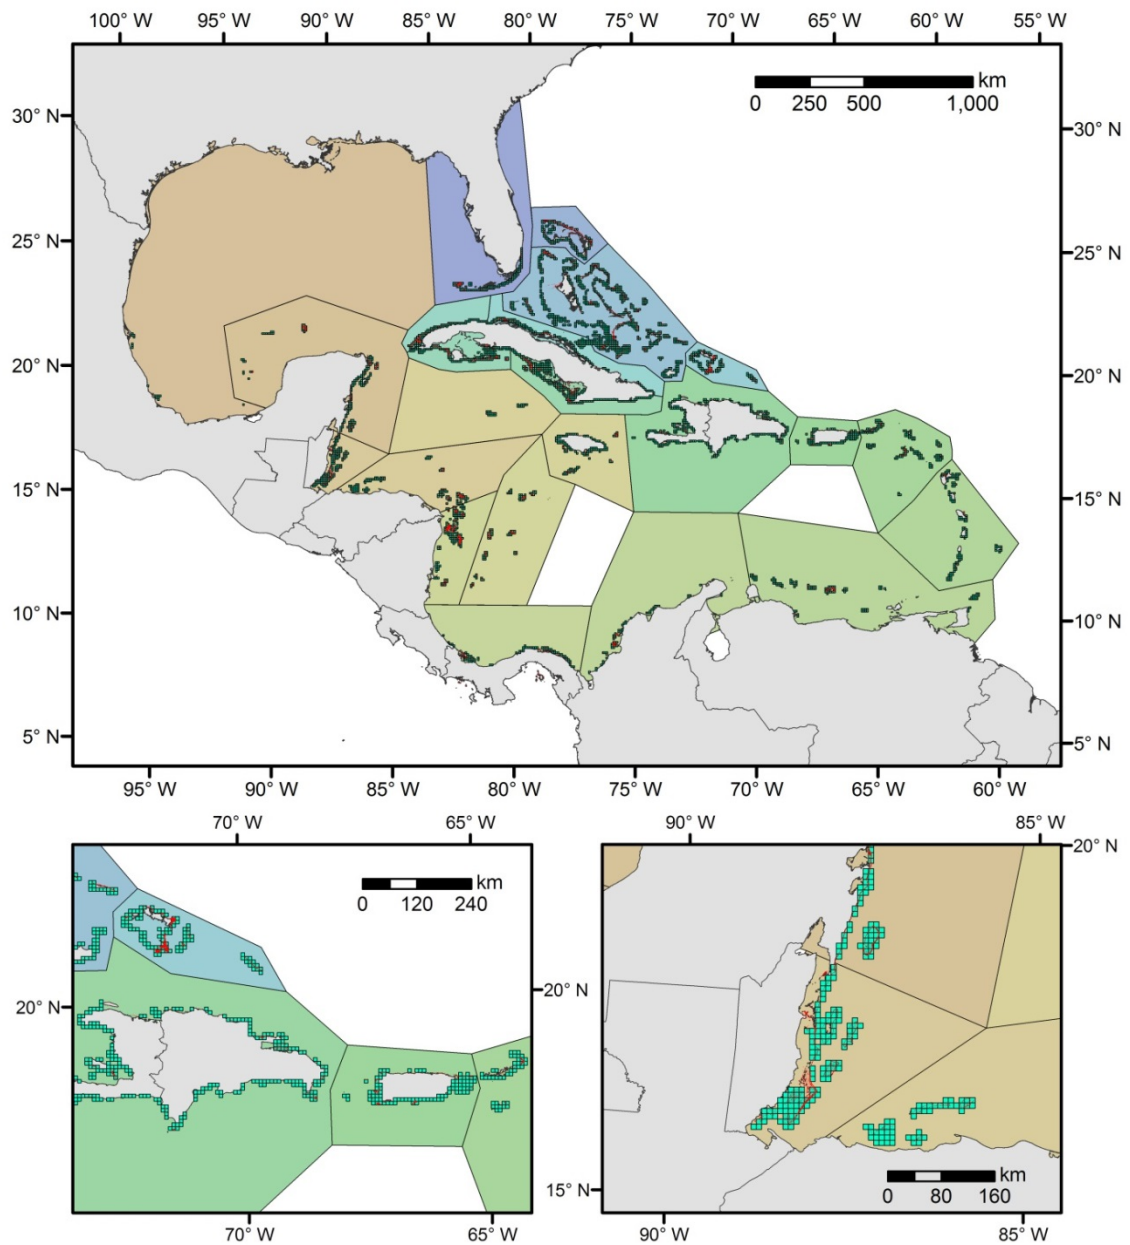 100° W 95° W 90° W 85° W 80° W 75° W 70° W 65° W 60° W 55° W
km
0 250 500 1,000
30° N 30° N
25° N 25° N
20° N 20° N
15° N 15° N
10° N 10° N
5° N 5° N
95° W 90° W 85° W 80° W 75° W 70° W 65° W 60° W
70° W 65° W
km
0 120 240
20° N 20° N
70° W 65° W
90° W 85° W
20° N
15° N
km
0 80 160
90° W 85° W